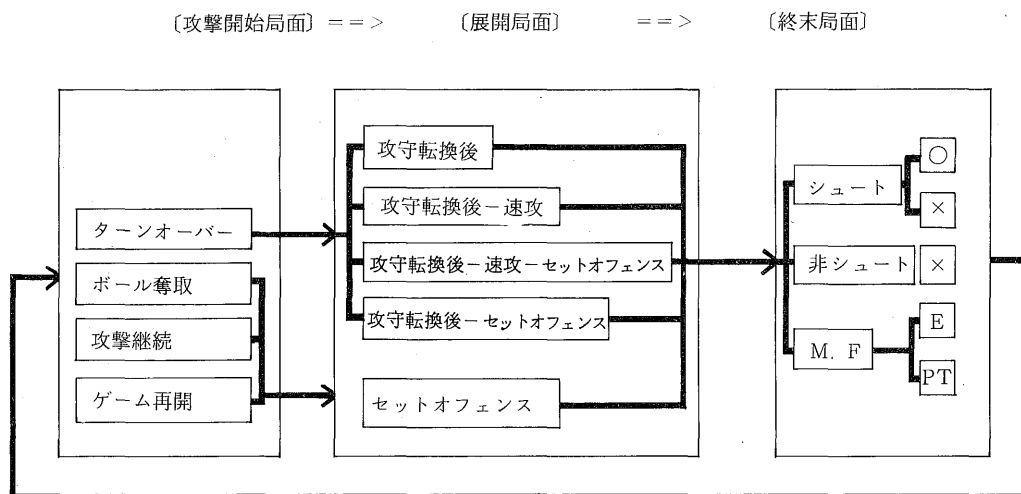 〔攻撃開始局面〕==>〔展開局面〕==>〔終末局面〕
ターンオーバー
ボール奪取
攻撃継続
ゲーム再開
攻守転換後
攻守転換後-速攻
攻守転換後-速攻-セットオフェンス
攻守転換後-セットオフェンス
セットオフェンス
シュート
○
×
非シュート
×
M. F
E
PT